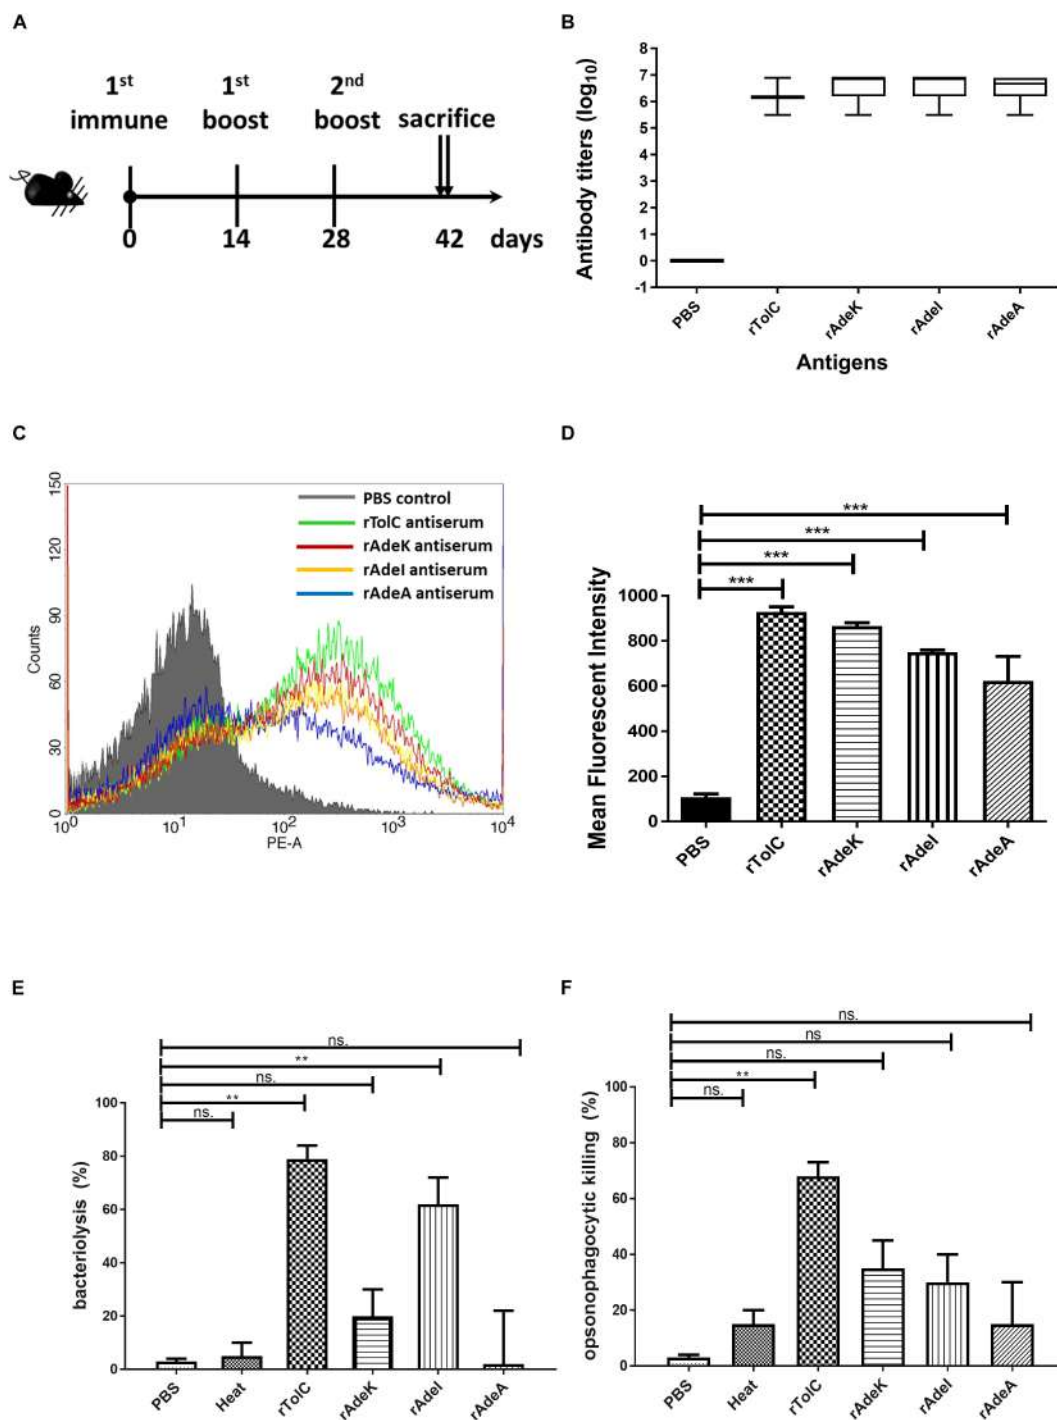 A
1st 1st 2nd
immune boost boost sacrifice
0 14 28 42 days
B
Antibody titers (log10)
8
7
6
5
4
3
2
1
0
-1
PBS rTolC rAdeK rAdeI rAdeA
Antigens
C
Counts
150
120
90
60
30
0
PBS control
rTolC antiserum
rAdeK antiserum
rAdeI antiserum
rAdeA antiserum
10^0 10^1 10^2 10^3 10^4
PE-A
D
***
***
***
***
Mean Fluorescent Intensity
1000
800
600
400
200
0
PBS rTolC rAdeK rAdeI rAdeA
E
ns.
**
ns.
**
ns.
bacteriolysis (%)
100
80
60
40
20
0
PBS Heat rTolC rAdeK rAdeI rAdeA
F
ns.
ns
ns.
**
ns.
opsonophagocytic killing (%)
100
80
60
40
20
0
PBS Heat rTolC rAdeK rAdeI rAdeA